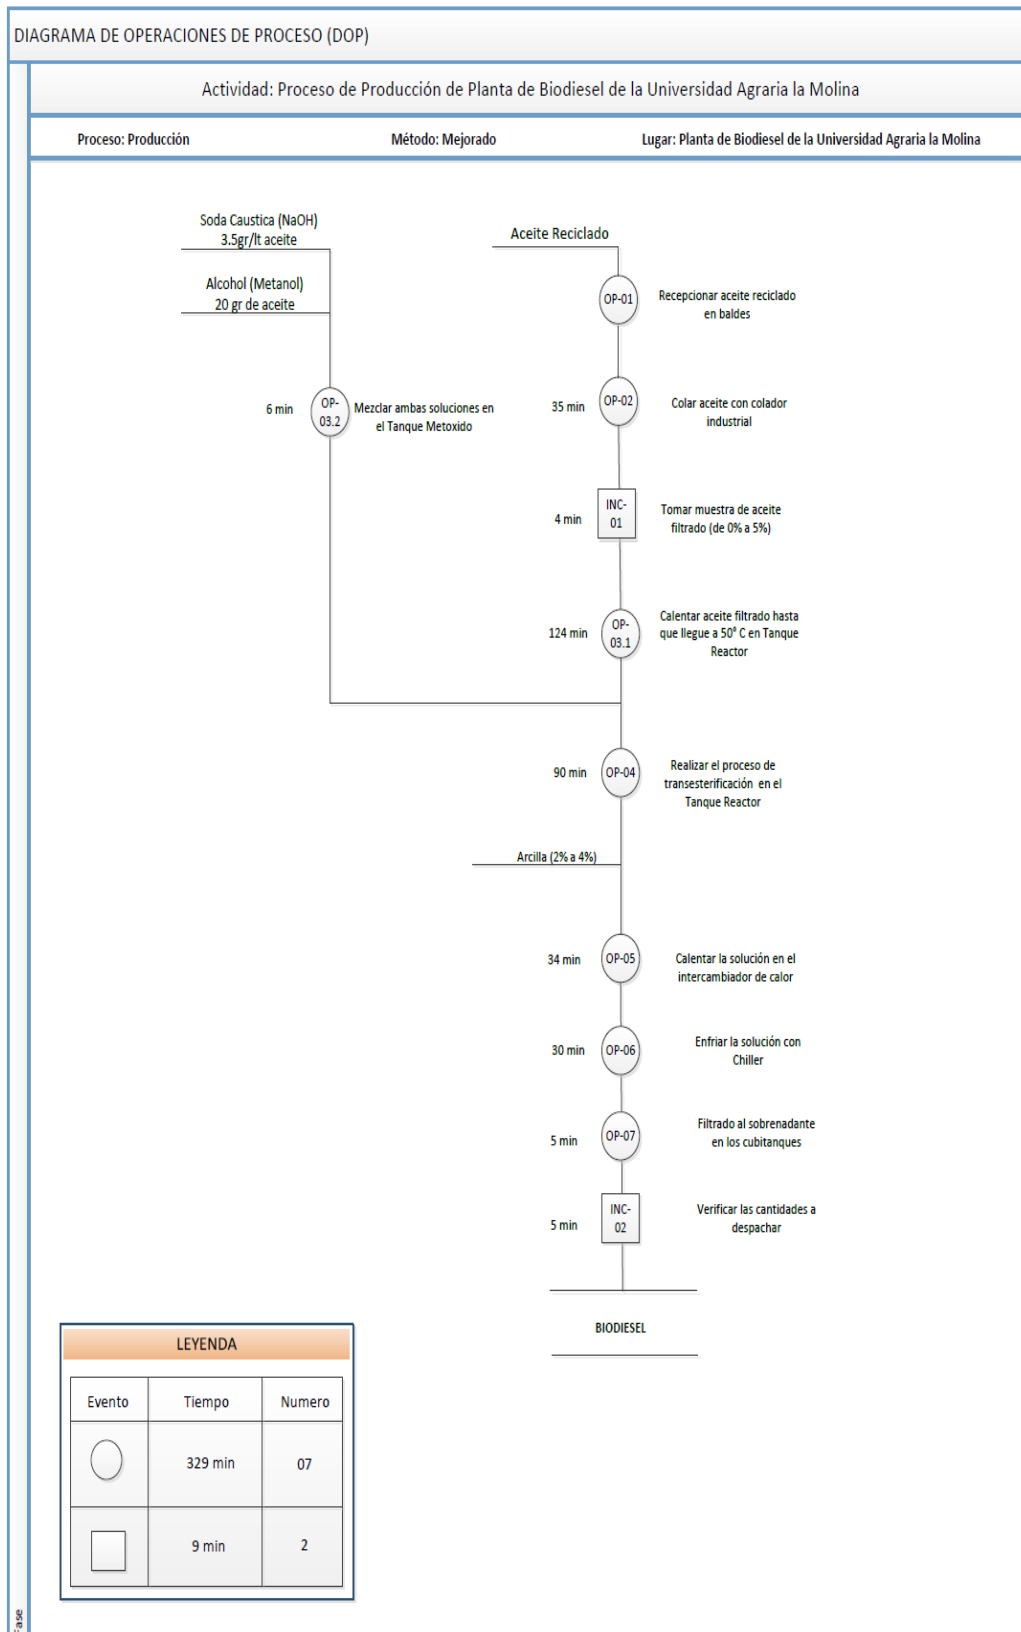 DIAGRAMA DE OPERACIONES DE PROCESO (DOP)
Actividad: Proceso de Producción de Planta de Biodiesel de la Universidad Agraria la Molina
Proceso: Producción
Método: Mejorado
Lugar: Planta de Biodiesel de la Universidad Agraria la Molina
Soda Caustica (NaOH)
3.5gr/lt aceite
Alcohol (Metanol)
20 gr de aceite
6 min
OP-
03.2
Mezclar ambas soluciones en
el Tanque Metoxido
Aceite Reciclado
OP-01
Recepcionar aceite reciclado
en baldes
35 min
OP-02
Colar aceite con colador
industrial
4 min
INC-
01
Tomar muestra de aceite
filtrado (de 0% a 5%)
124 min
OP-
03.1
Calentar aceite filtrado hasta
que llegue a 50° C en Tanque
Reactor
90 min
OP-04
Realizar el proceso de
transesterificación en el
Tanque Reactor
Arcilla (2% a 4%)
34 min
OP-05
Calentar la solución en el
intercambiador de calor
30 min
OP-06
Enfriar la solución con
Chiller
5 min
OP-07
Filtrado al sobrenadante
en los cubitanques
5 min
INC-
02
Verificar las cantidades a
despachar
BIODIESEL
LEYENDA
Evento Tiempo Numero
329 min 07
9 min 2
Fase